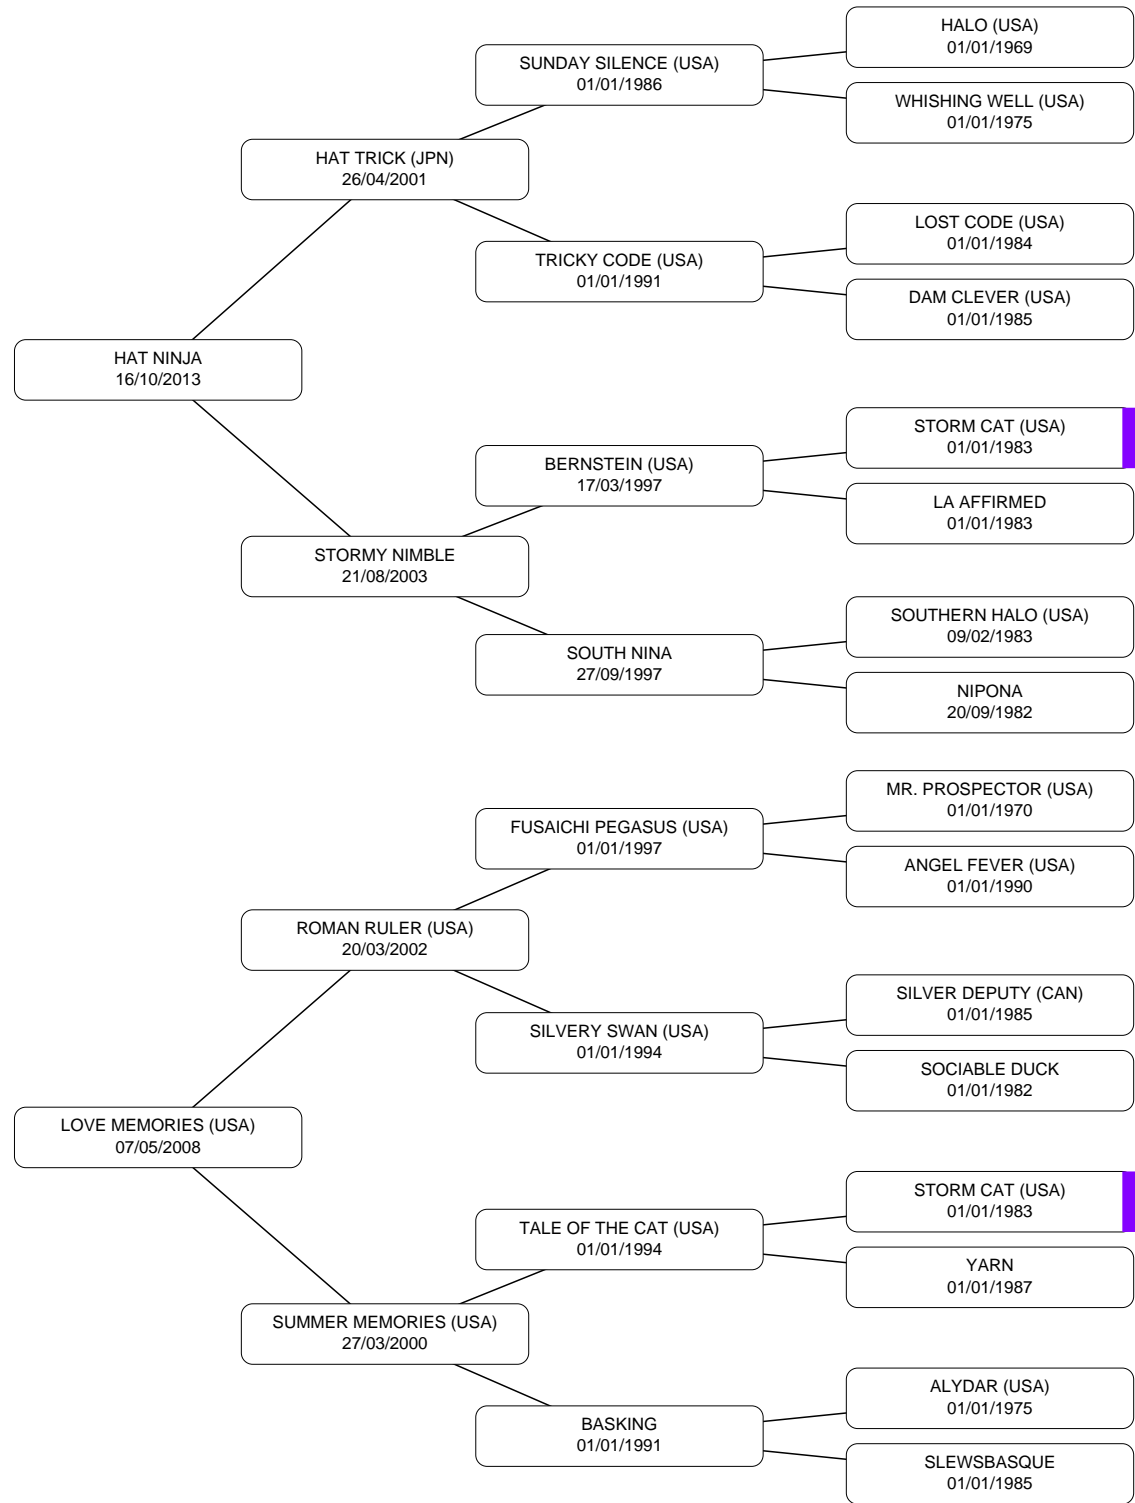 HALO (USA)
01/01/1969
SUNDAY SILENCE (USA)
01/01/1986
WHISHING WELL (USA)
01/01/1975
HAT TRICK (JPN)
26/04/2001
LOST CODE (USA)
01/01/1984
TRICKY CODE (USA)
01/01/1991
DAM CLEVER (USA)
01/01/1985
HAT NINJA
16/10/2013
STORM CAT (USA)
01/01/1983
BERNSTEIN (USA)
17/03/1997
LA AFFIRMED
01/01/1983
STORMY NIMBLE
21/08/2003
SOUTHERN HALO (USA)
09/02/1983
SOUTH NINA
27/09/1997
NIPONA
20/09/1982
MR. PROSPECTOR (USA)
01/01/1970
FUSAICHI PEGASUS (USA)
01/01/1997
ANGEL FEVER (USA)
01/01/1990
ROMAN RULER (USA)
20/03/2002
SILVER DEPUTY (CAN)
01/01/1985
SILVERY SWAN (USA)
01/01/1994
SOCIABLE DUCK
01/01/1982
LOVE MEMORIES (USA)
07/05/2008
STORM CAT (USA)
01/01/1983
TALE OF THE CAT (USA)
01/01/1994
YARN
01/01/1987
SUMMER MEMORIES (USA)
27/03/2000
ALYDAR (USA)
01/01/1975
BASKING
01/01/1991
SLEWSBASQUE
01/01/1985